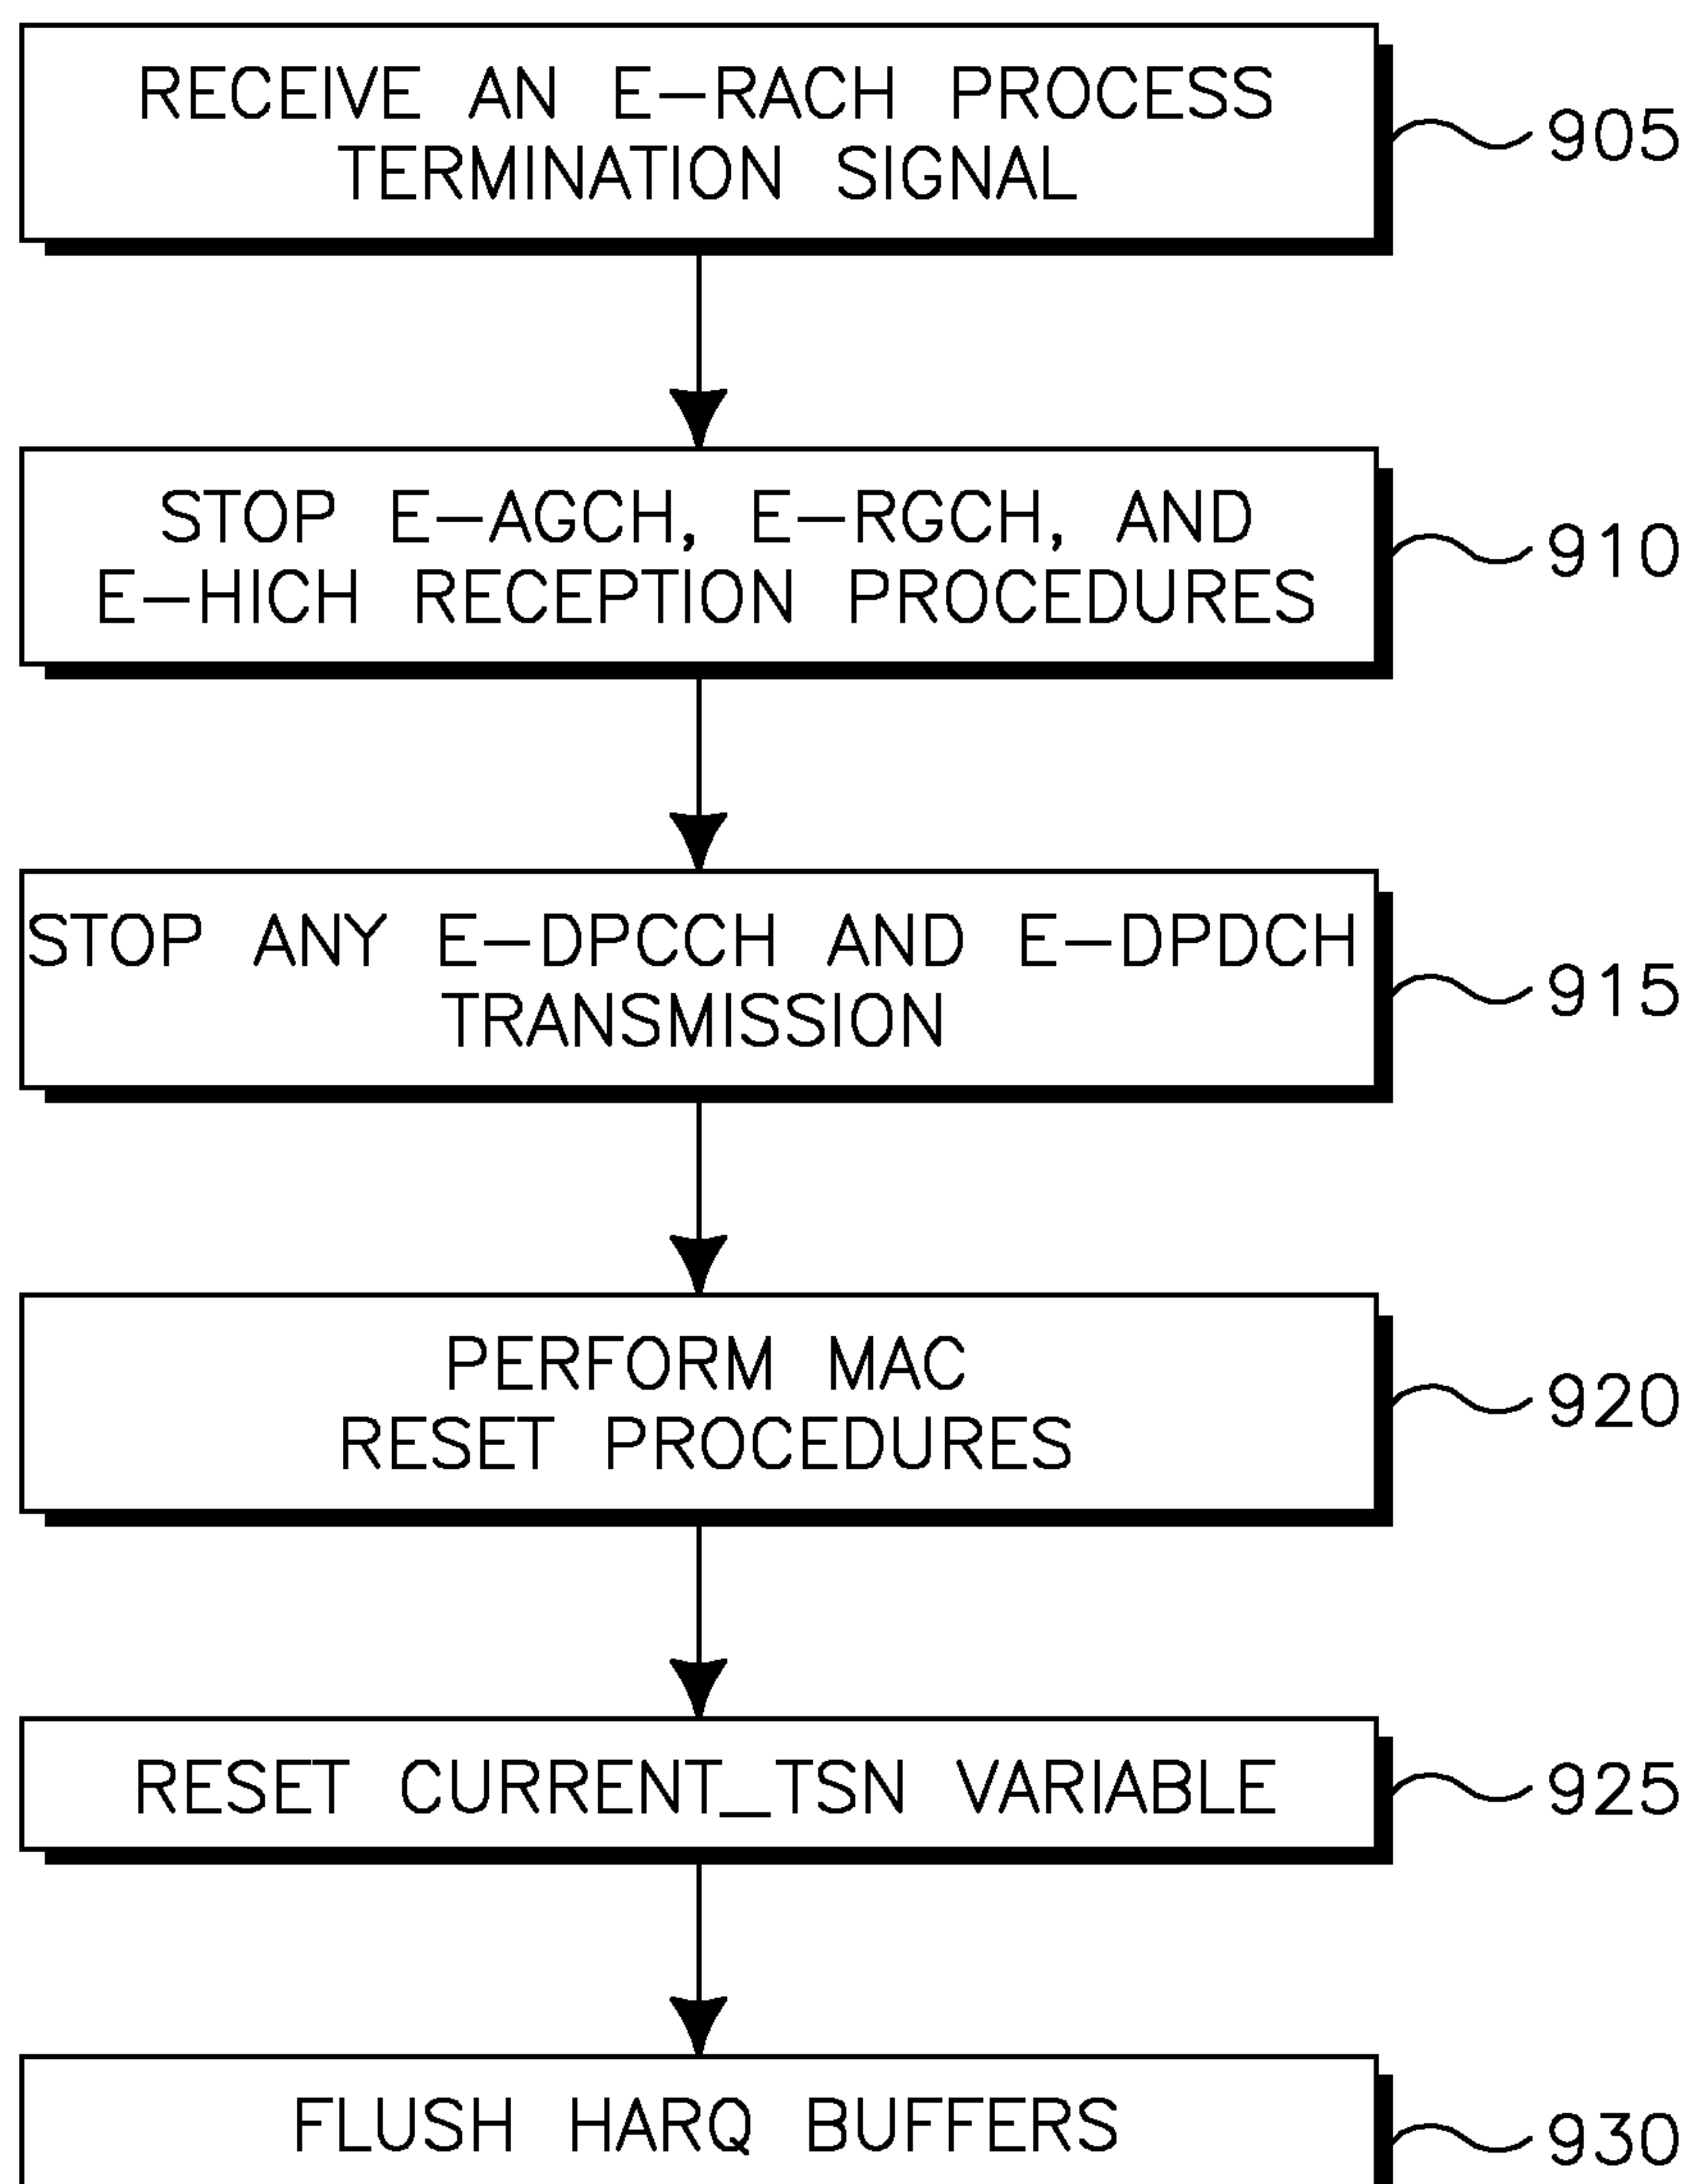 RECEIVE AN E-RACH PROCESS
TERMINATION SIGNAL
905
STOP E-AGCH, E-RGCH, AND
E-HICH RECEPTION PROCEDURES
910
STOP ANY E-DPCCH AND E-DPDCH
TRANSMISSION
915
PERFORM MAC
RESET PROCEDURES
920
RESET CURRENT_TSN VARIABLE
925
FLUSH HARQ BUFFERS
930